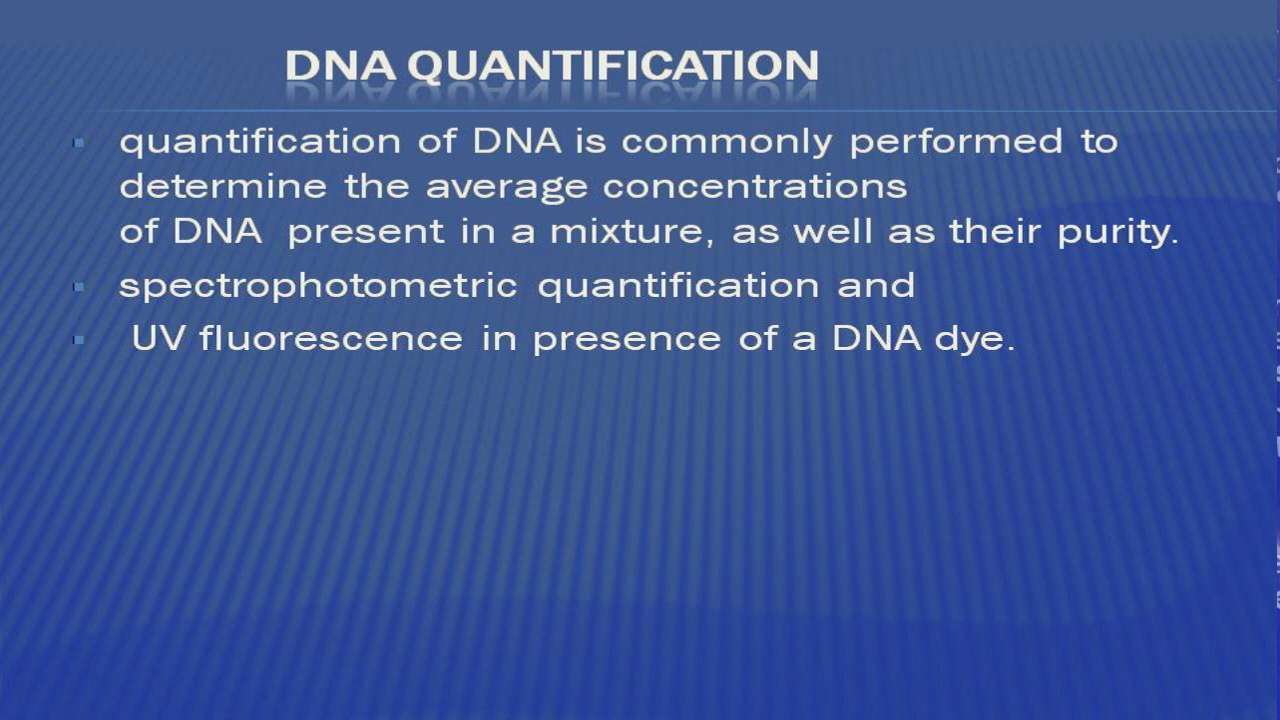 DNA QUANTIFICATION
quantification of DNA is commonly performed to
determine the average concentrations
of DNA present in a mixture, as well as their purity.
spectrophotometric quantification and
UV fluorescence in presence of a DNA dye.